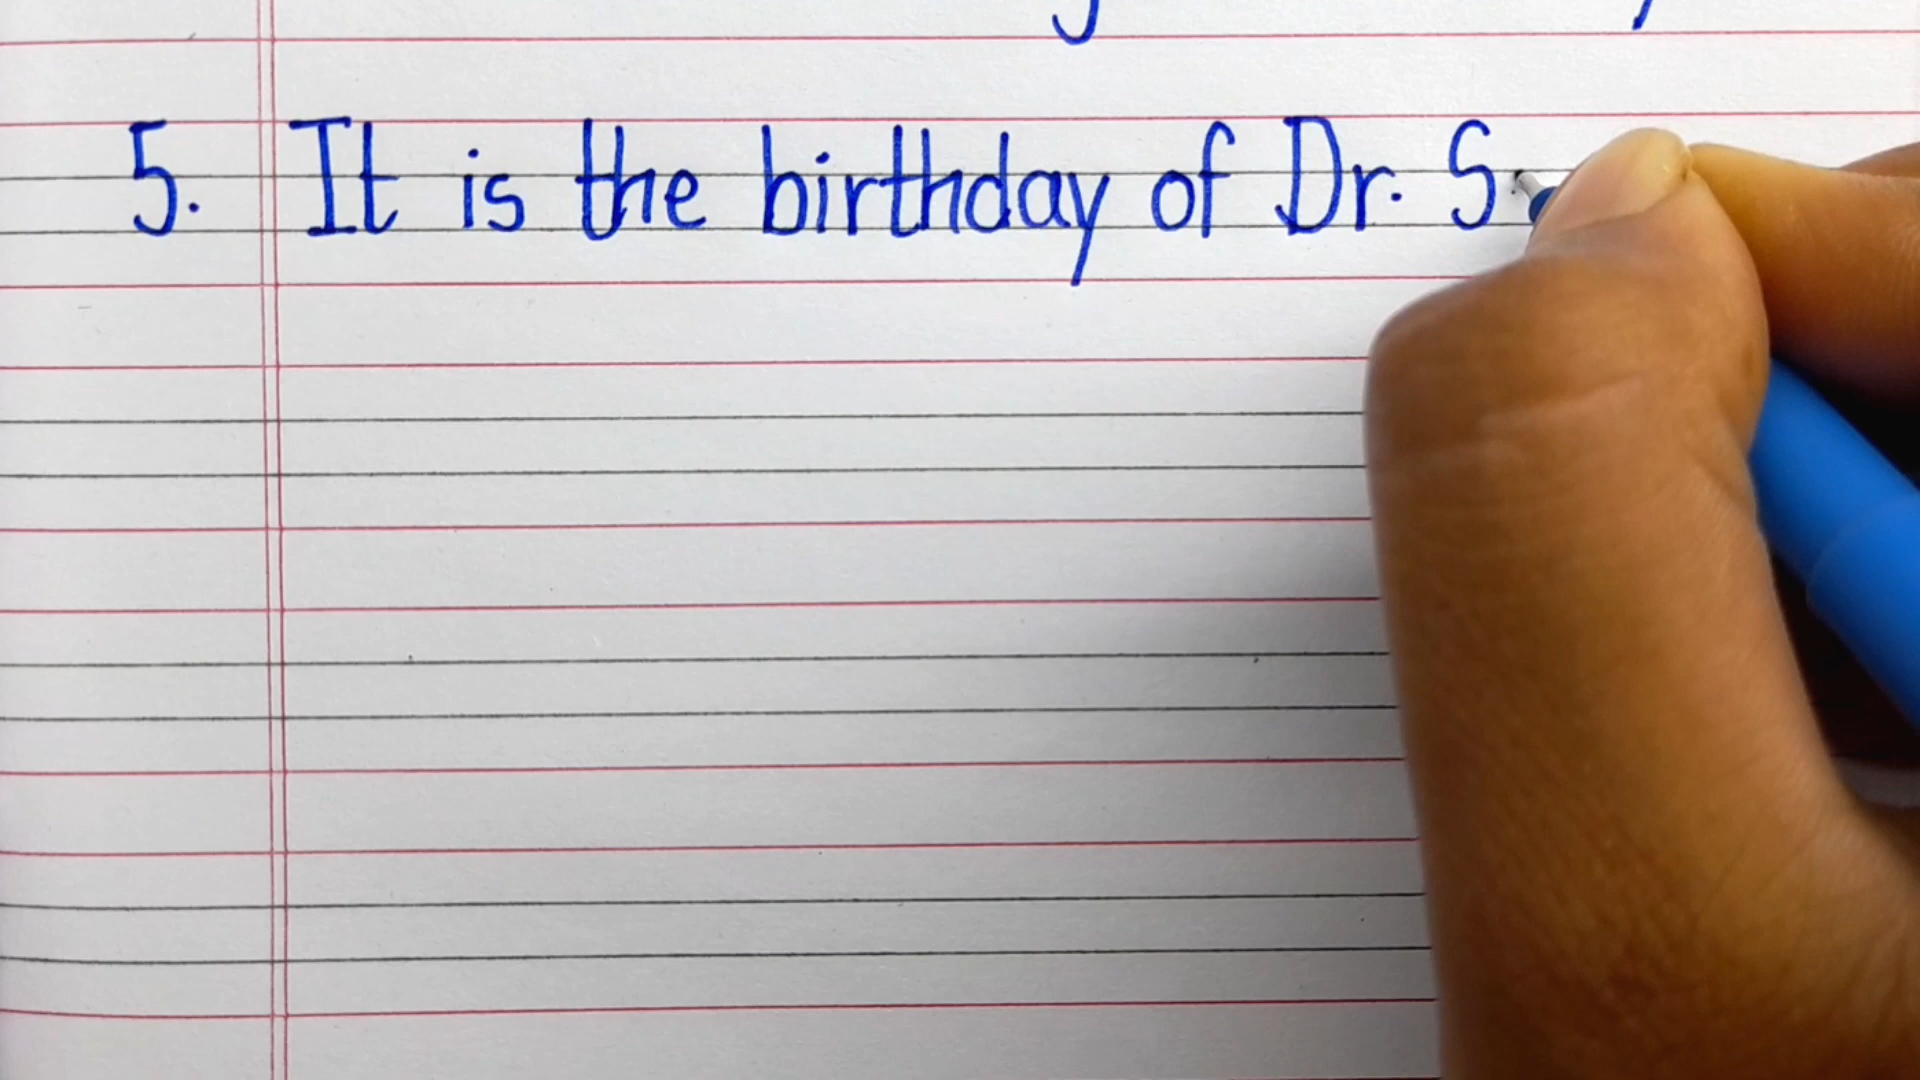 5. It is the birthday of Dr. S